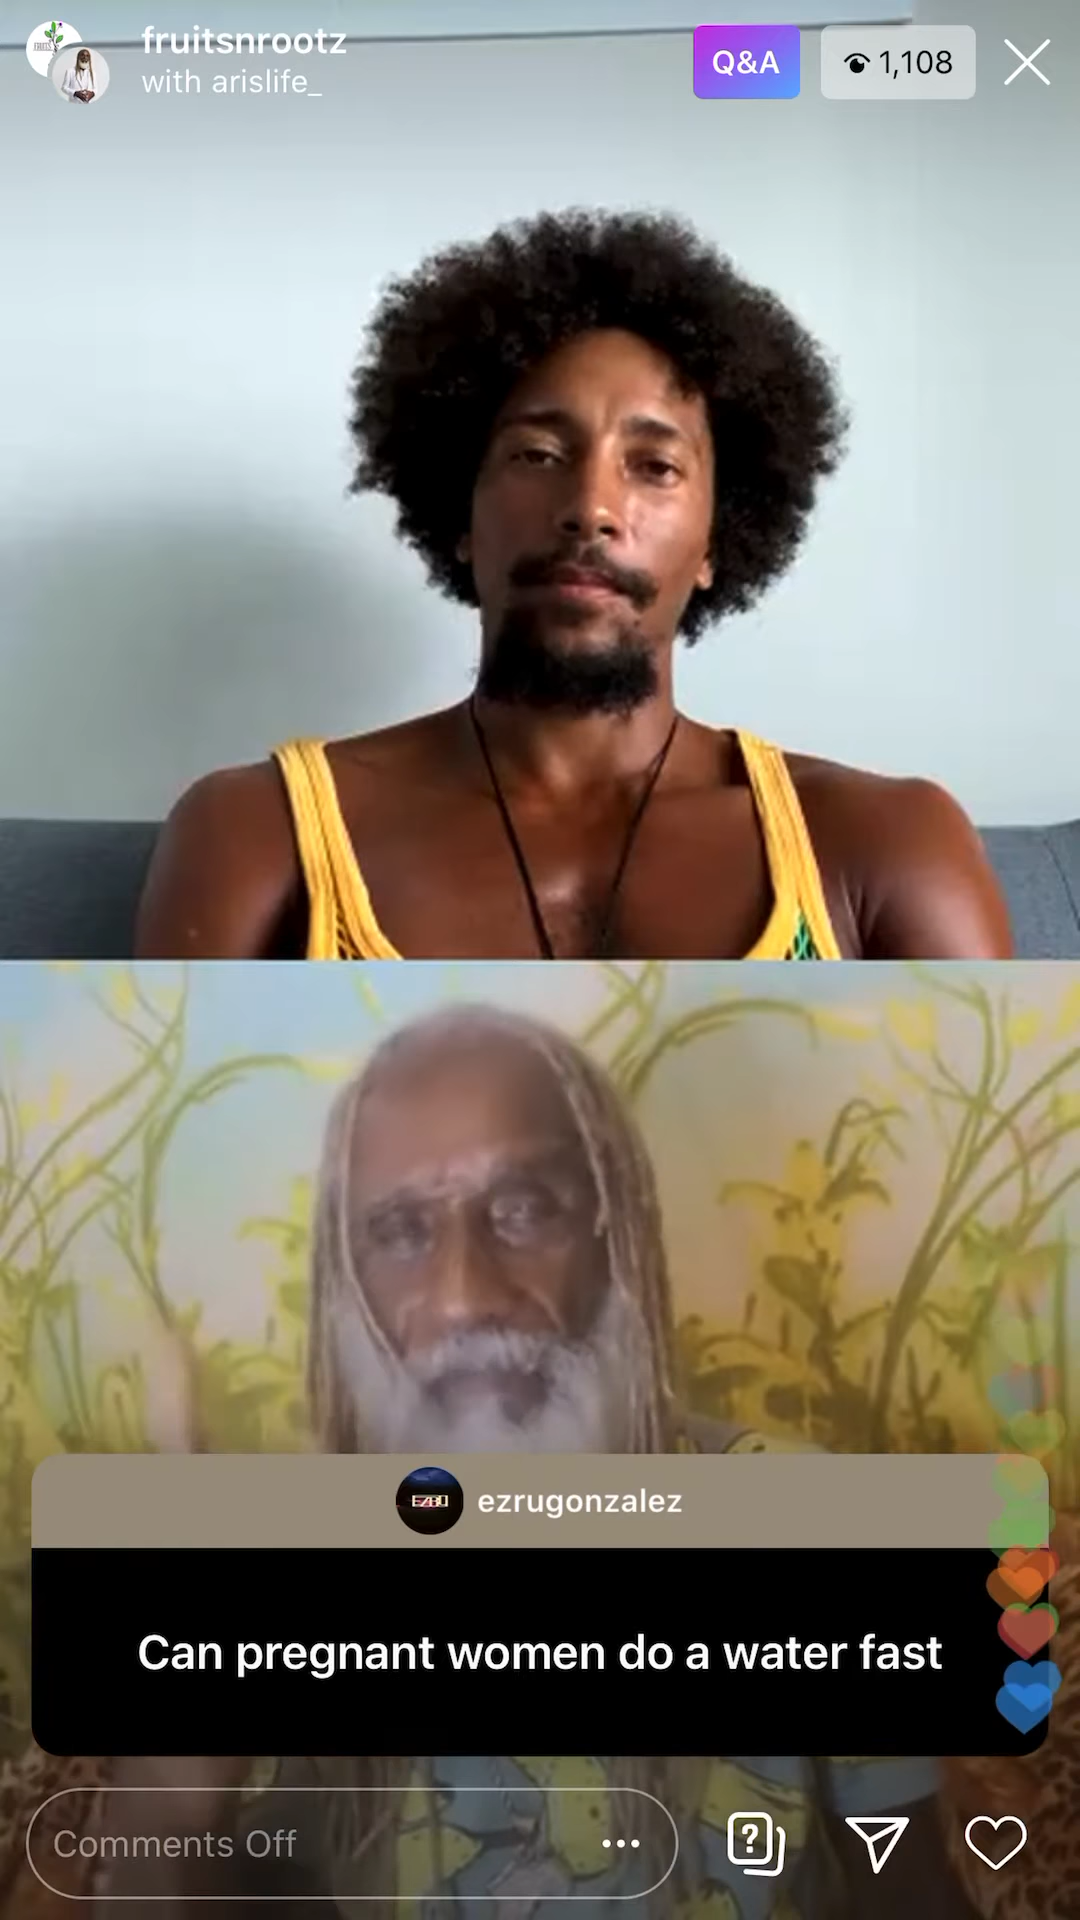 fruitsnrootz
with arislife_
Q&A
1,108
ezrugonzalez
Can pregnant women do a water fast
Comments Off